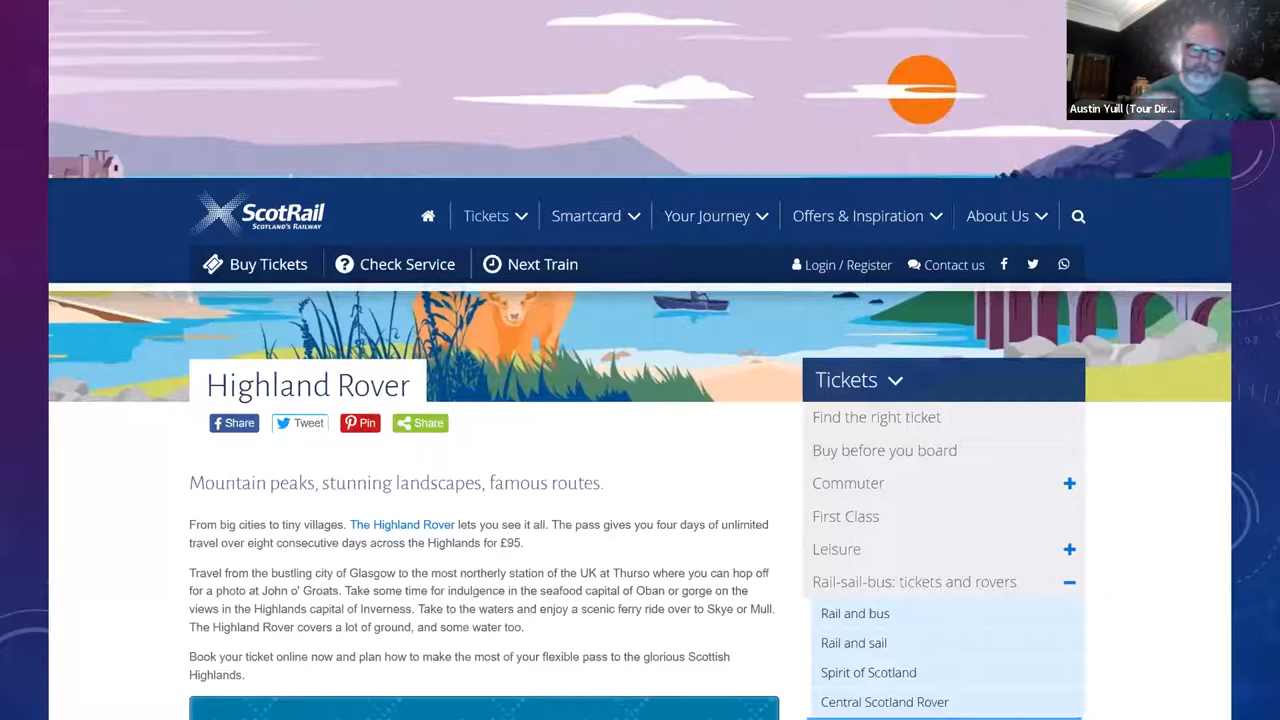 Austin Yuill (Tour Dir...
ScotRail
SCOTLAND'S RAILWAY
Tickets
Smartcard
Your Journey
Offers & Inspiration
About Us
Buy Tickets
Check Service
Next Train
Login / Register
Contact us
Highland Rover
Share
Tweet
Pin
Share
Mountain peaks, stunning landscapes, famous routes.
From big cities to tiny villages. The Highland Rover lets you see it all. The pass gives you four days of unlimited
travel over eight consecutive days across the Highlands for £95.
Travel from the bustling city of Glasgow to the most northerly station of the UK at Thurso where you can hop off
for a photo at John o' Groats. Take some time for indulgence in the seafood capital of Oban or gorge on the
views in the Highlands capital of Inverness. Take to the waters and enjoy a scenic ferry ride over to Skye or Mull.
The Highland Rover covers a lot of ground, and some water too.
Book your ticket online now and plan how to make the most of your flexible pass to the glorious Scottish
Highlands.
Tickets
Find the right ticket
Buy before you board
Commuter
First Class
Leisure
Rail-sail-bus: tickets and rovers
Rail and bus
Rail and sail
Spirit of Scotland
Central Scotland Rover